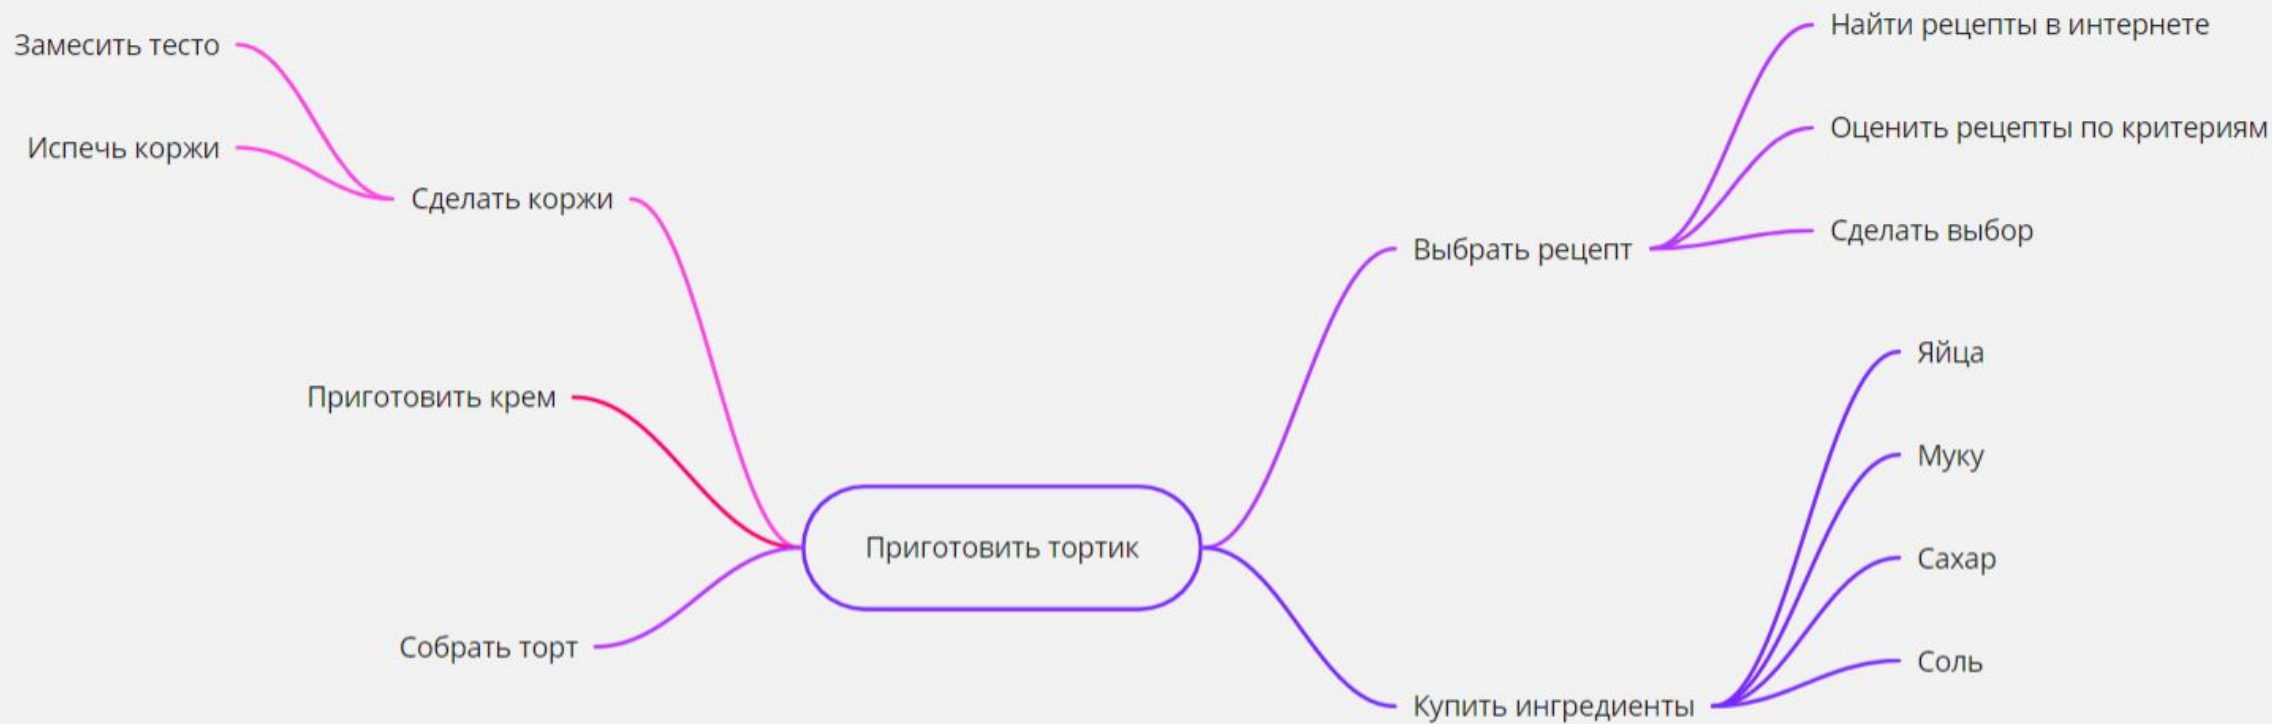 Замесить тесто
Испечь коржи
Сделать коржи
Приготовить крем
Собрать торт
Приготовить тортик
Выбрать рецепт
Найти рецепты в интернете
Оценить рецепты по критериям
Сделать выбор
Купить ингредиенты
Яйца
Муку
Сахар
Соль